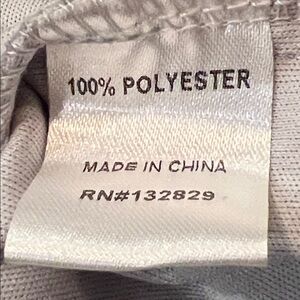 100% POLYESTER
MADE IN CHINA
RN#132829